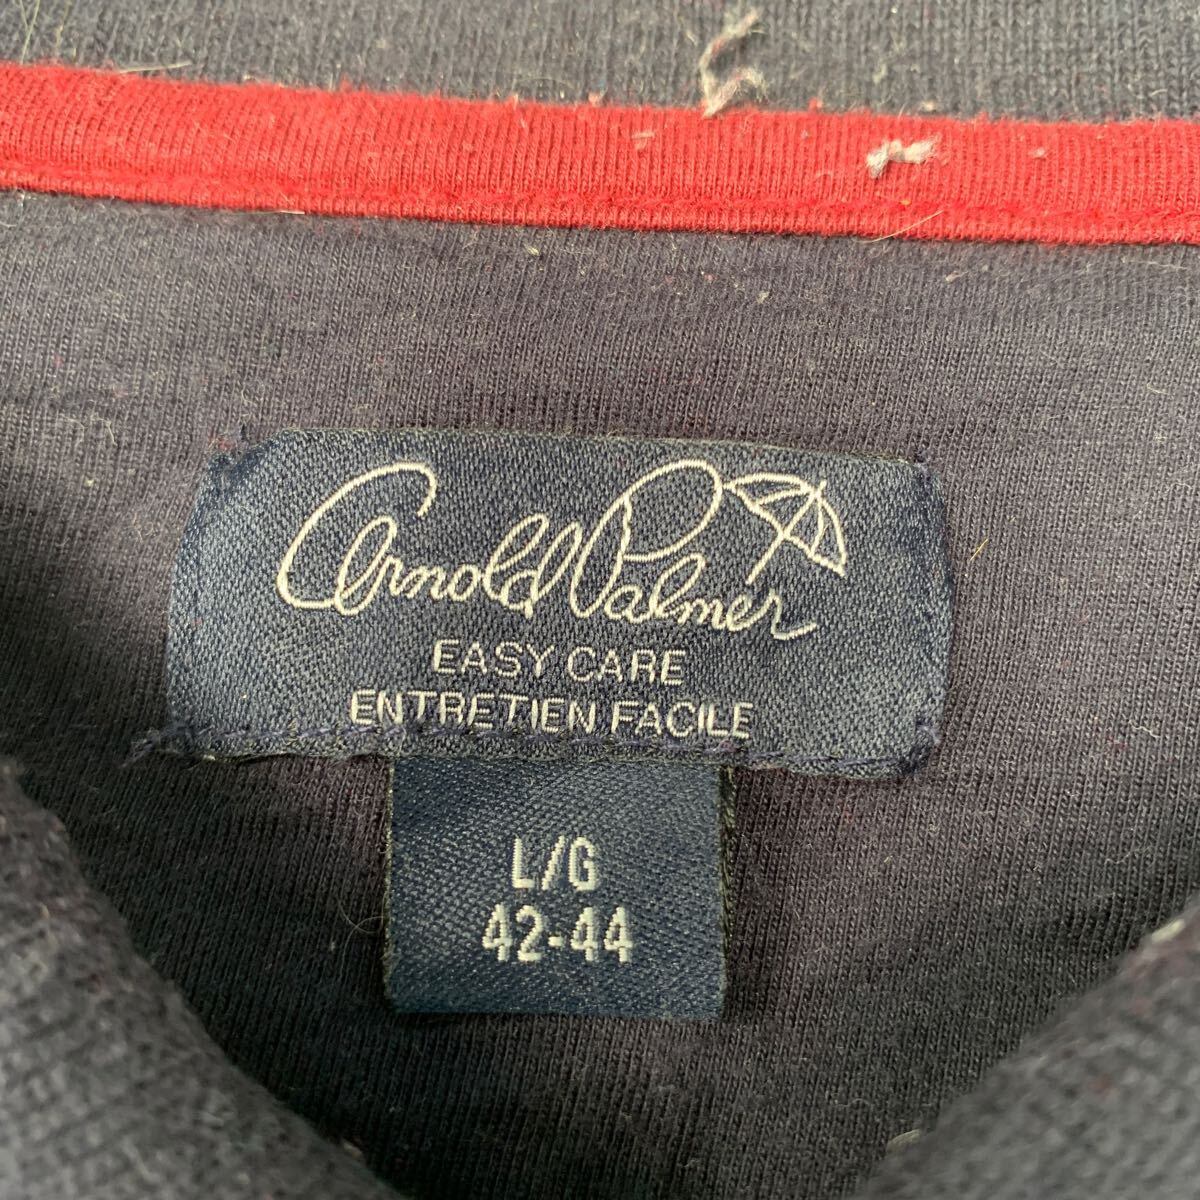 Arnold Palmer
EASY CARE
ENTRETIEN FACILE
L/G
42-44